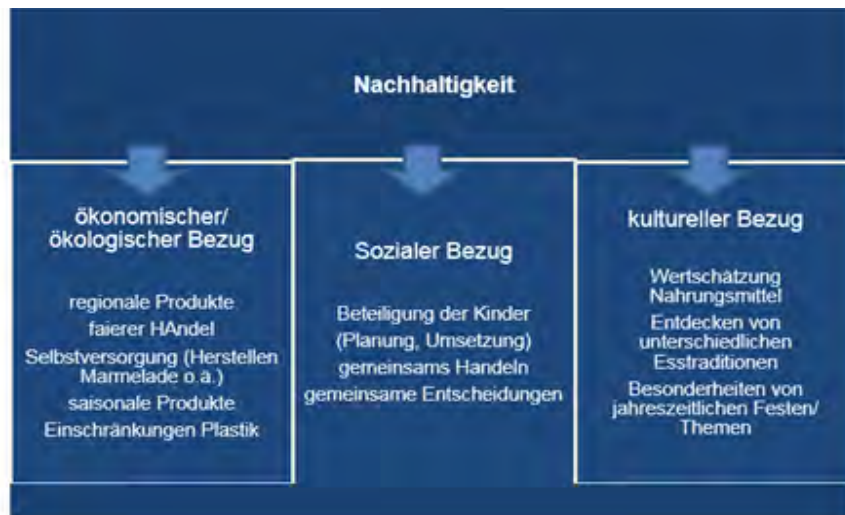 Nachhaltigkeit
ökonomischer/
ökologischer Bezug
regionale Produkte
faierer HAndel
Selbstversorgung (Herstellen
Marmelade o.ä.)
saisonale Produkte
Einschränkungen Plastik
Sozialer Bezug
Beteiligung der Kinder
(Planung, Umsetzung)
gemeinsams Handeln
gemeinsame Entscheidungen
kultureller Bezug
Wertschätzung
Nahrungsmittel
Entdecken von
unterschiedlichen
Esstraditionen
Besonderheiten von
jahreszeitlichen Festen/
Themen